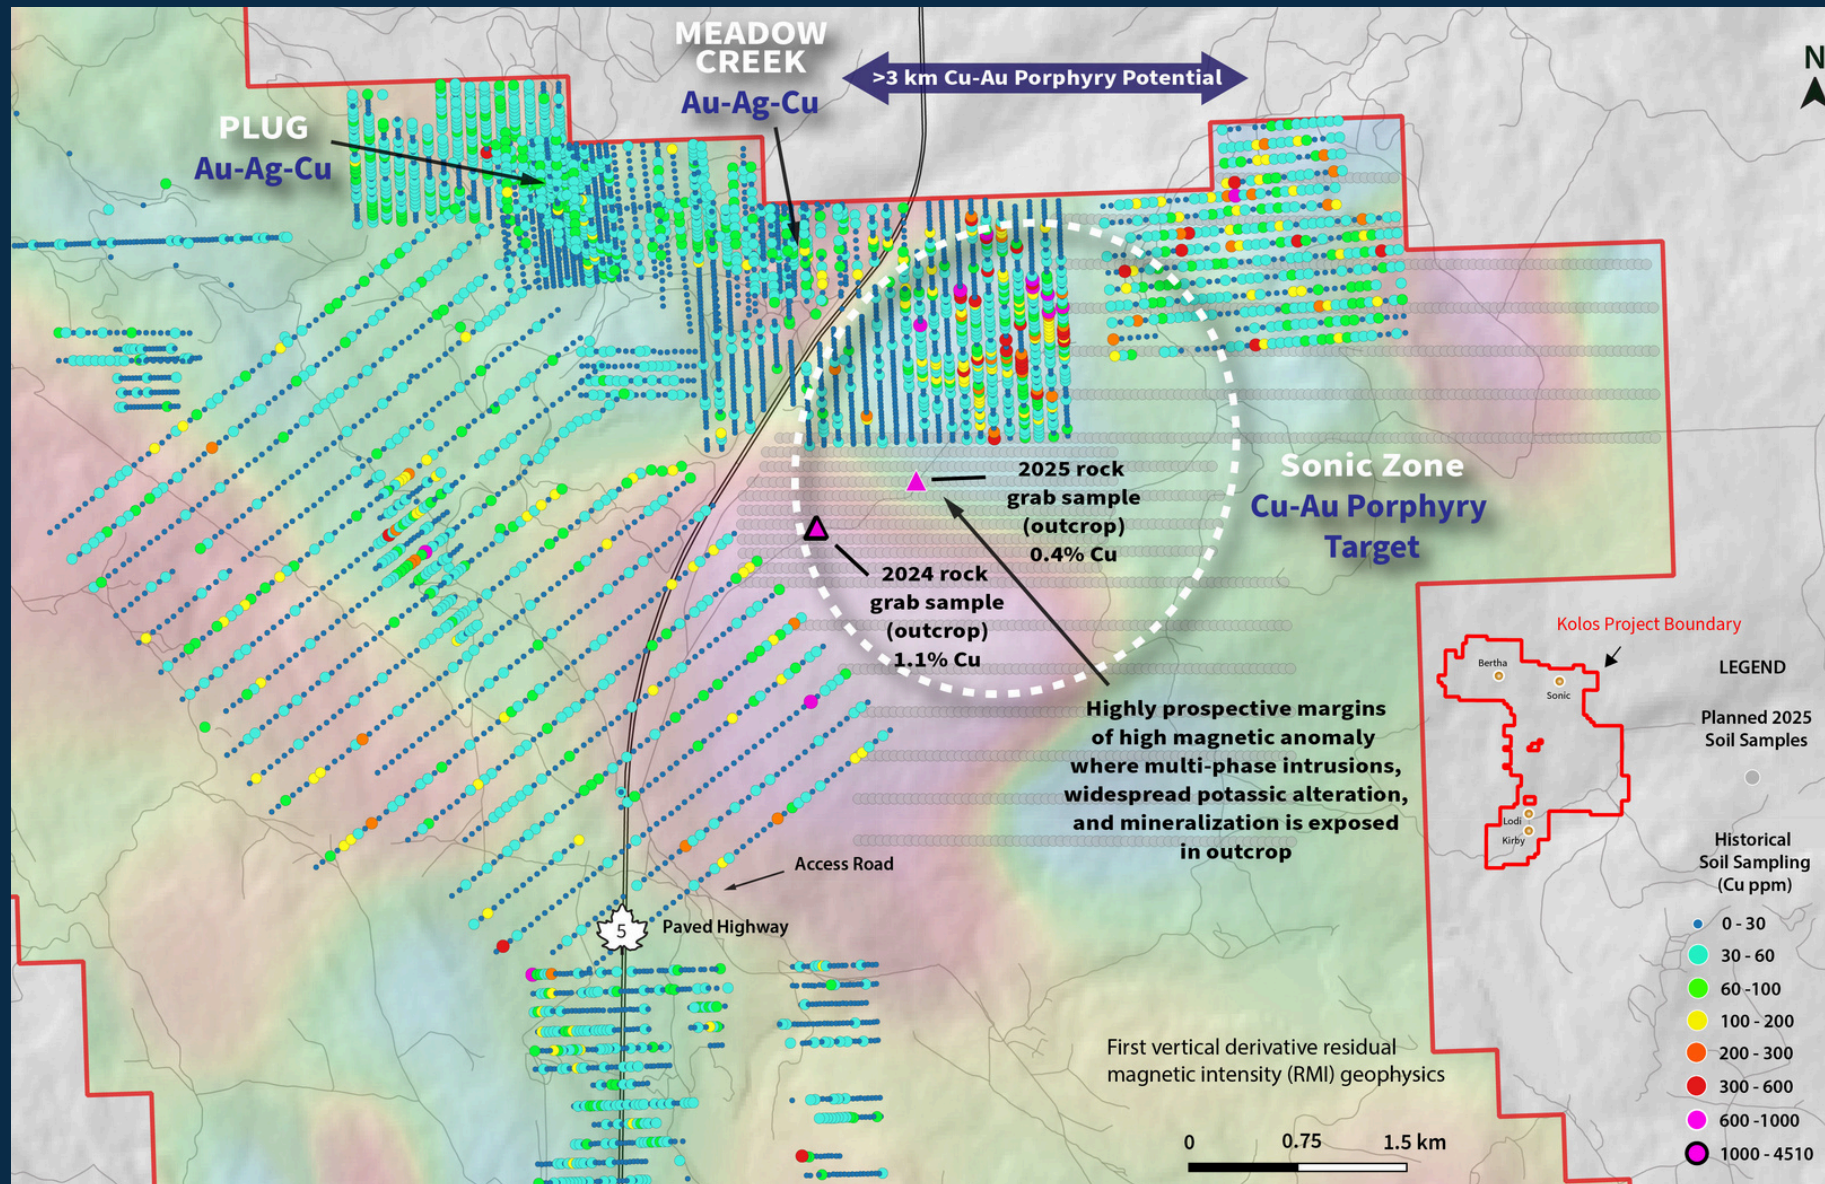 MEADOW
CREEK
Au-Ag-Cu
>3 km Cu-Au Porphyry Potential
N
PLUG
Au-Ag-Cu
2025 rock
grab sample
(outcrop)
0.4% Cu
Sonic Zone
Cu-Au Porphyry
Target
2024 rock
grab sample
(outcrop)
1.1% Cu
Highly prospective margins
of high magnetic anomaly
where multi-phase intrusions,
widespread potassic alteration,
and mineralization is exposed
in outcrop
Access Road
5
Paved Highway
First vertical derivative residual
magnetic intensity (RMI) geophysics
0 0.75 1.5 km
Kolos Project Boundary
Bertha
Sonic
Lodi
Kirby
LEGEND
Planned 2025
Soil Samples
Historical
Soil Sampling
(Cu ppm)
0 - 30
30 - 60
60 -100
100 - 200
200 - 300
300 - 600
600 -1000
1000 - 4510